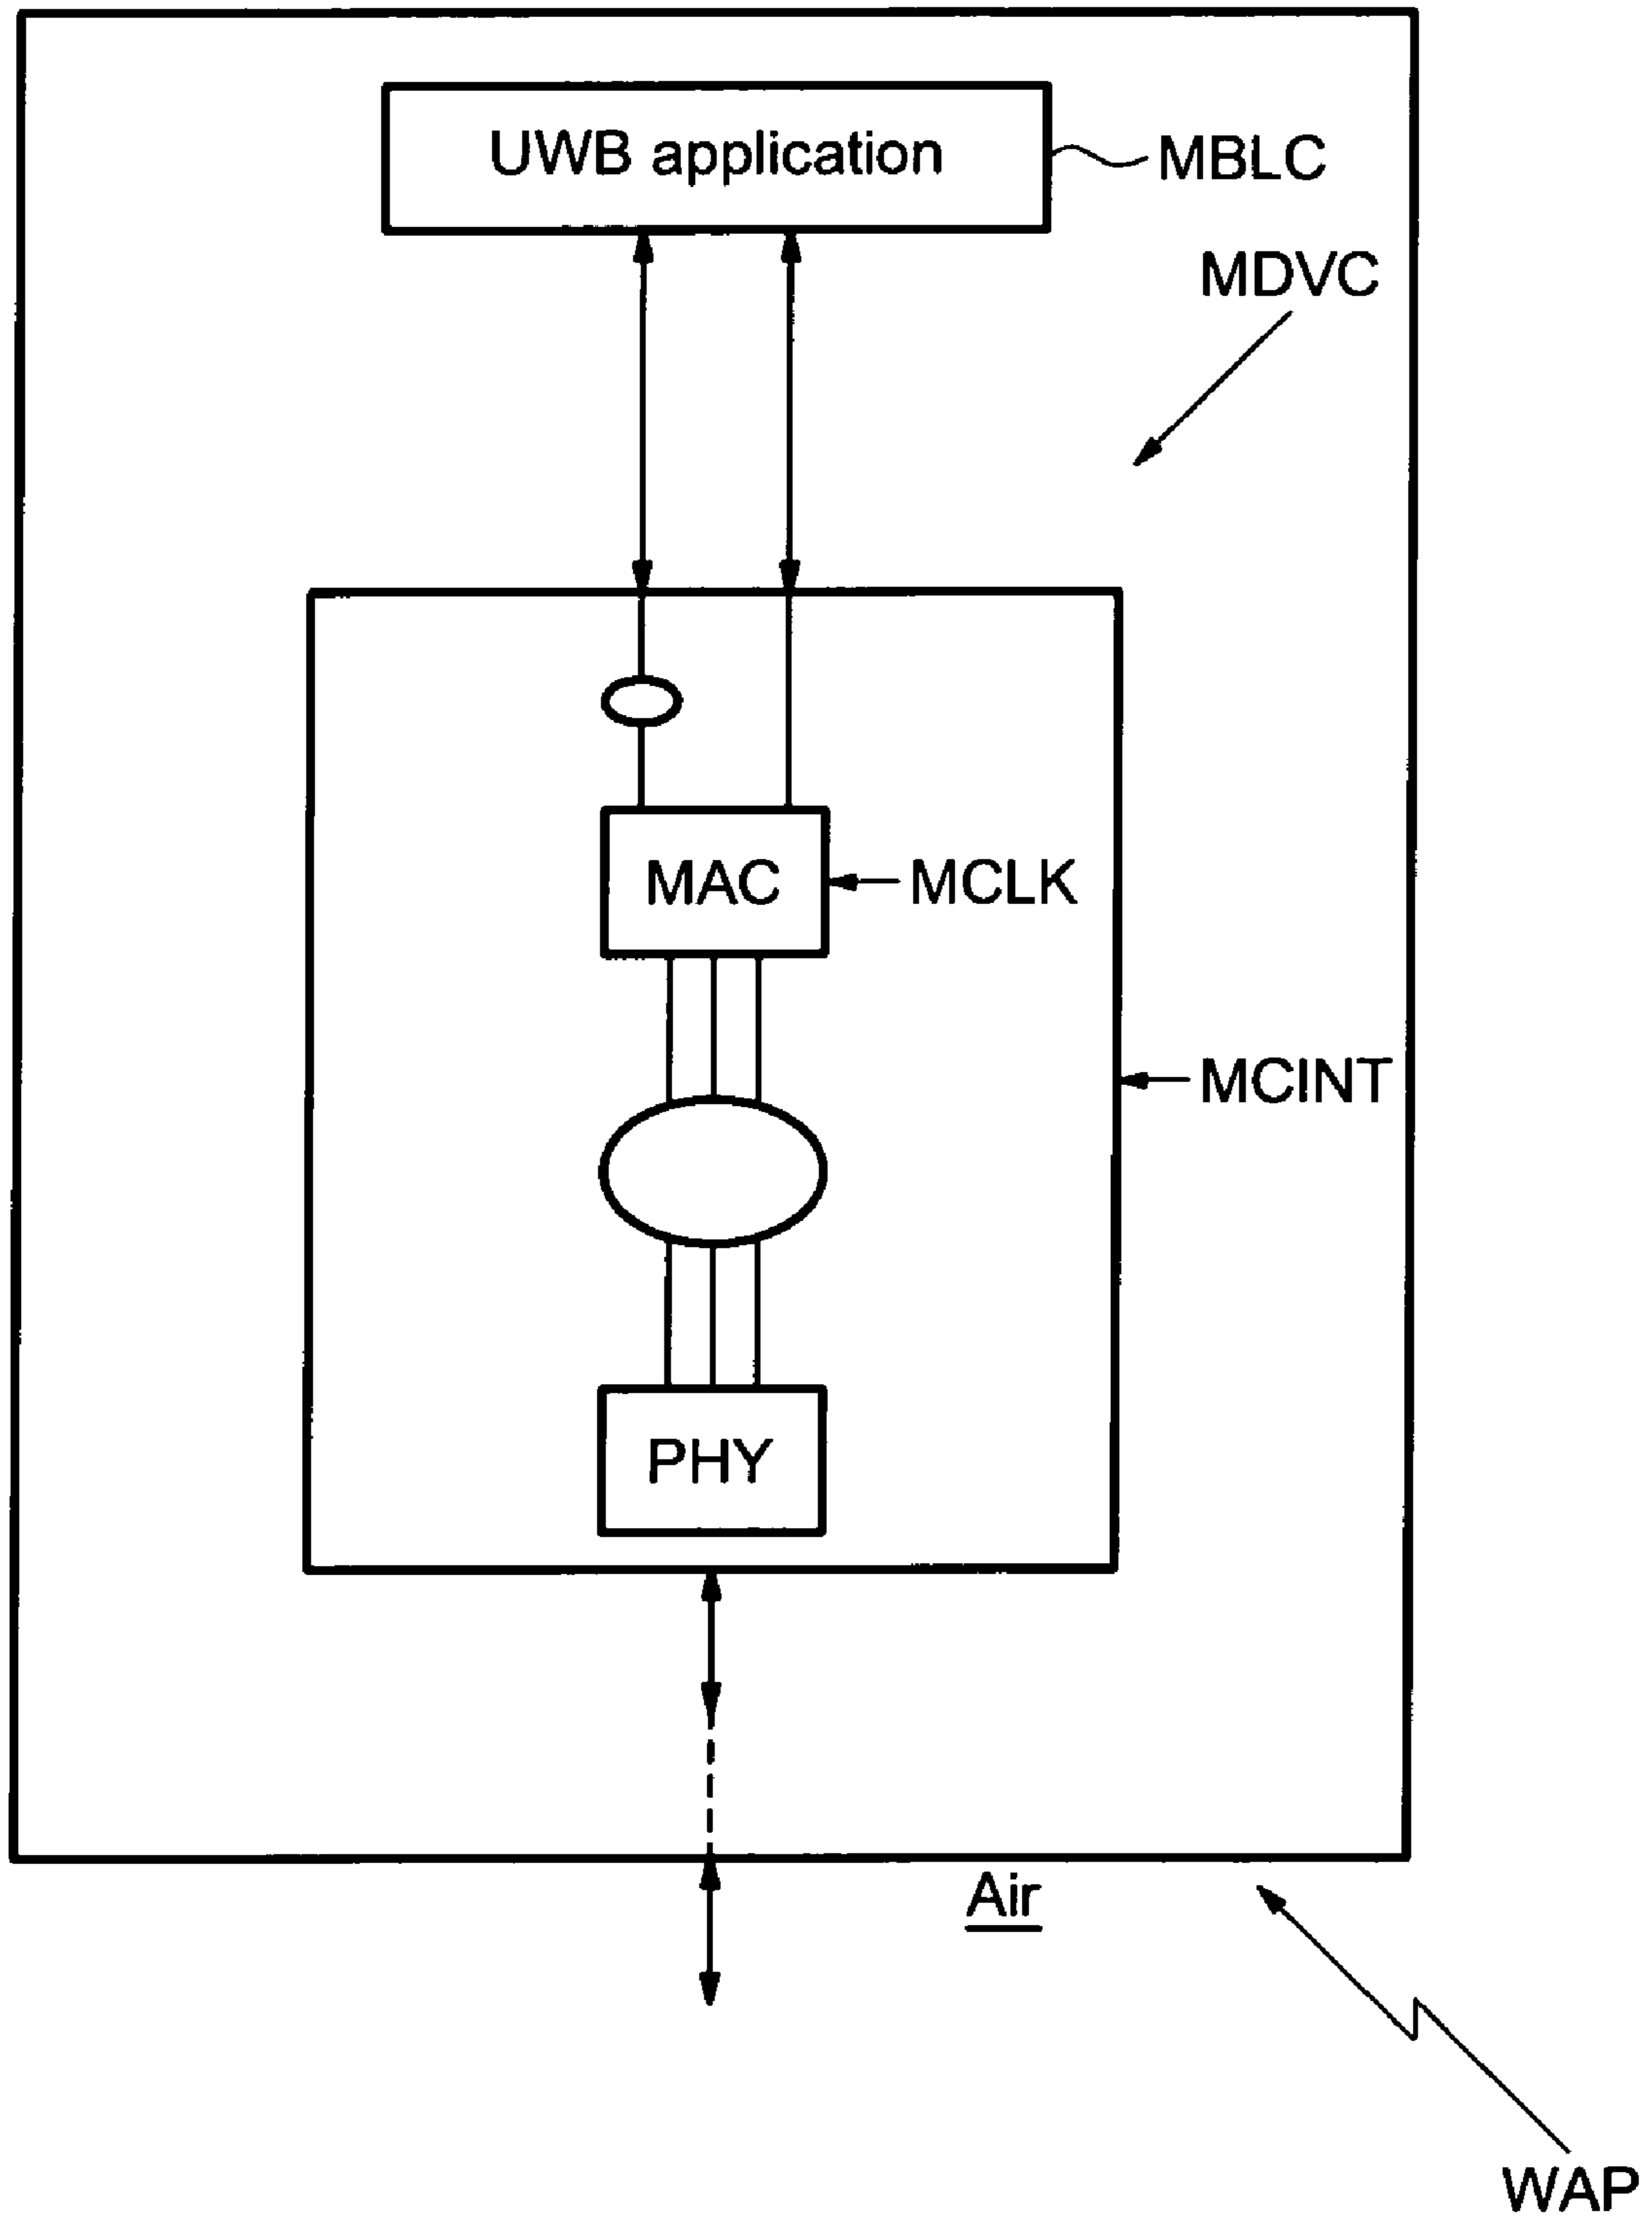 UWB application
MBLC
MDVC
MAC
MCLK
MCINT
PHY
Air
WAP